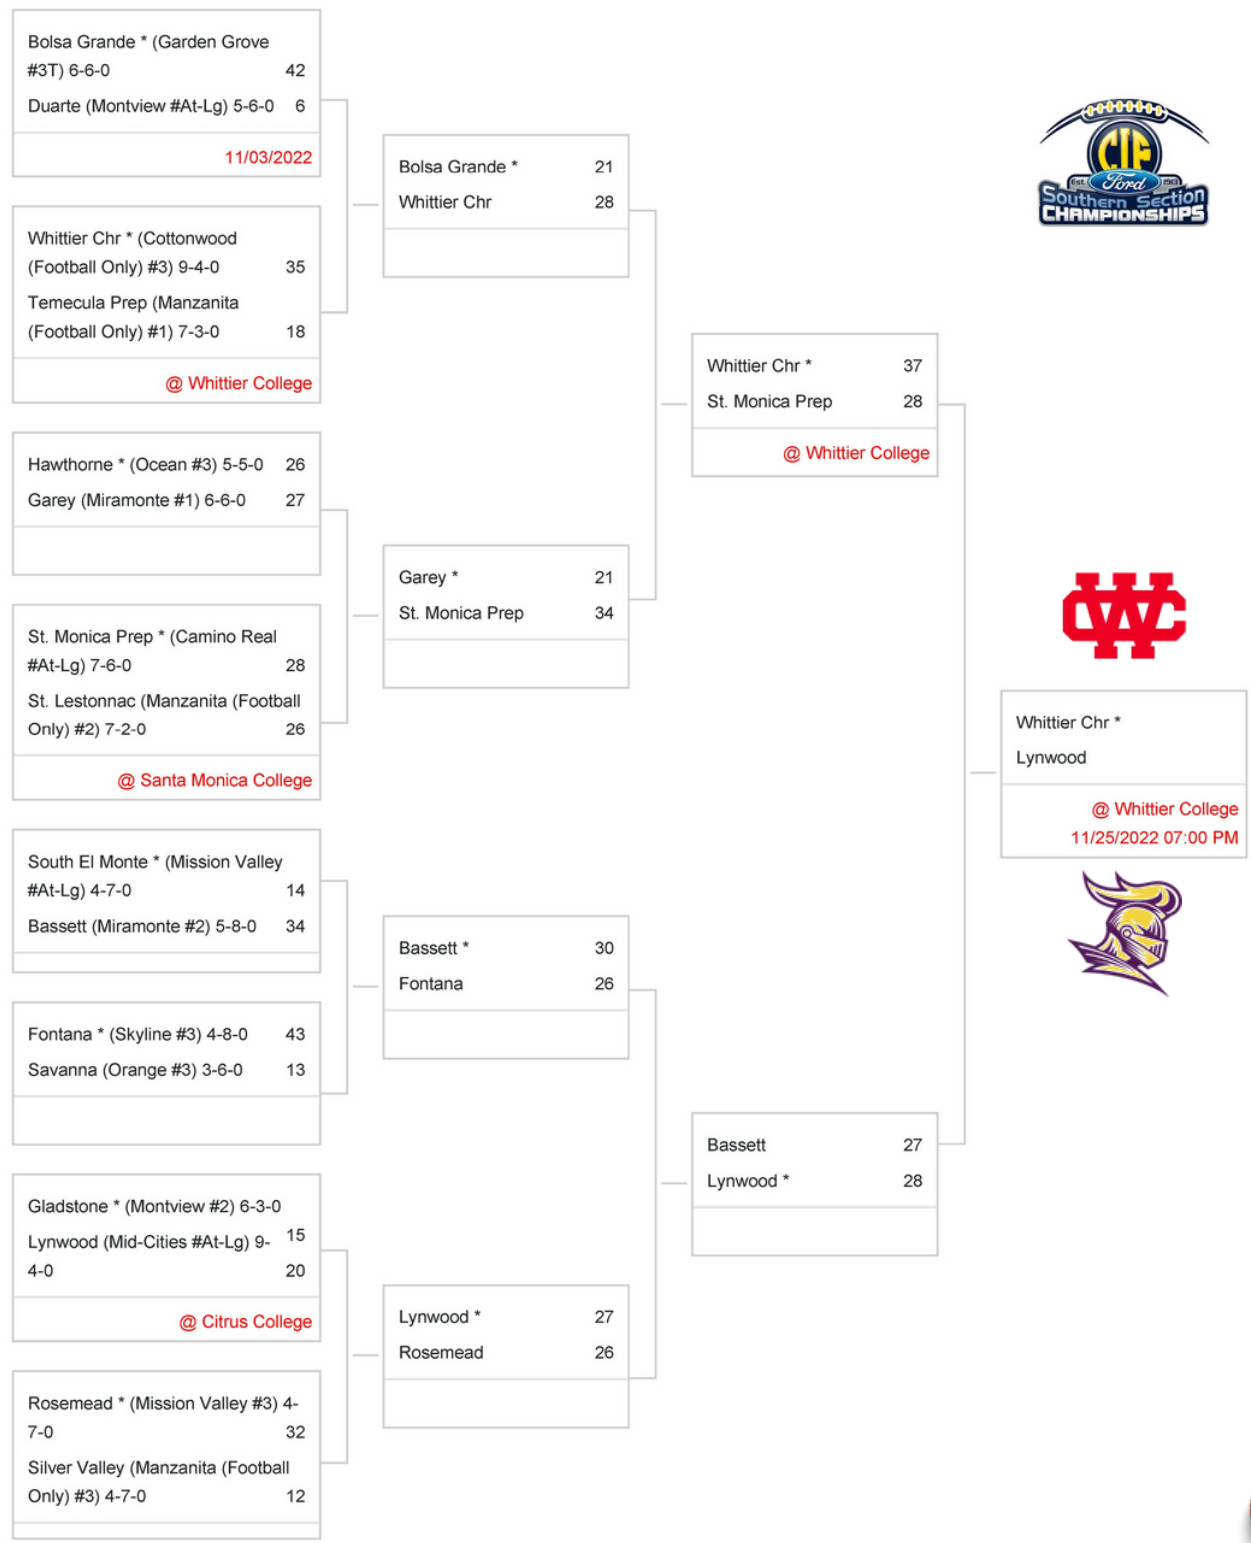 Bolsa Grande * (Garden Grove
#3T) 6-6-0 42
Duarte (Montview #At-Lg) 5-6-0 6
11/03/2022
Whittier Chr * (Cottonwood
(Football Only) #3) 9-4-0 35
Temecula Prep (Manzanita
(Football Only) #1) 7-3-0 18
@ Whittier College
Hawthorne * (Ocean #3) 5-5-0 26
Garey (Miramonte #1) 6-6-0 27
St. Monica Prep * (Camino Real
#At-Lg) 7-6-0 28
St. Lestonnac (Manzanita (Football
Only) #2) 7-2-0 26
@ Santa Monica College
South El Monte * (Mission Valley
#At-Lg) 4-7-0 14
Bassett (Miramonte #2) 5-8-0 34
Fontana * (Skyline #3) 4-8-0 43
Savanna (Orange #3) 3-6-0 13
Gladstone * (Montview #2) 6-3-0
15
Lynwood (Mid-Cities #At-Lg) 9-
4-0 20
@ Citrus College
Rosemead * (Mission Valley #3) 4-
7-0 32
Silver Valley (Manzanita (Football
Only) #3) 4-7-0 12
Bolsa Grande * 21
Whittier Chr 28
Garey * 21
St. Monica Prep 34
Bassett * 30
Fontana 26
Lynwood * 27
Rosemead 26
Whittier Chr * 37
St. Monica Prep 28
@ Whittier College
Bassett 27
Lynwood * 28
CIF
Est. Ford 1913
Southern Section
CHAMPIONSHIPS
WC
Whittier Chr *
Lynwood
@ Whittier College
11/25/2022 07:00 PM